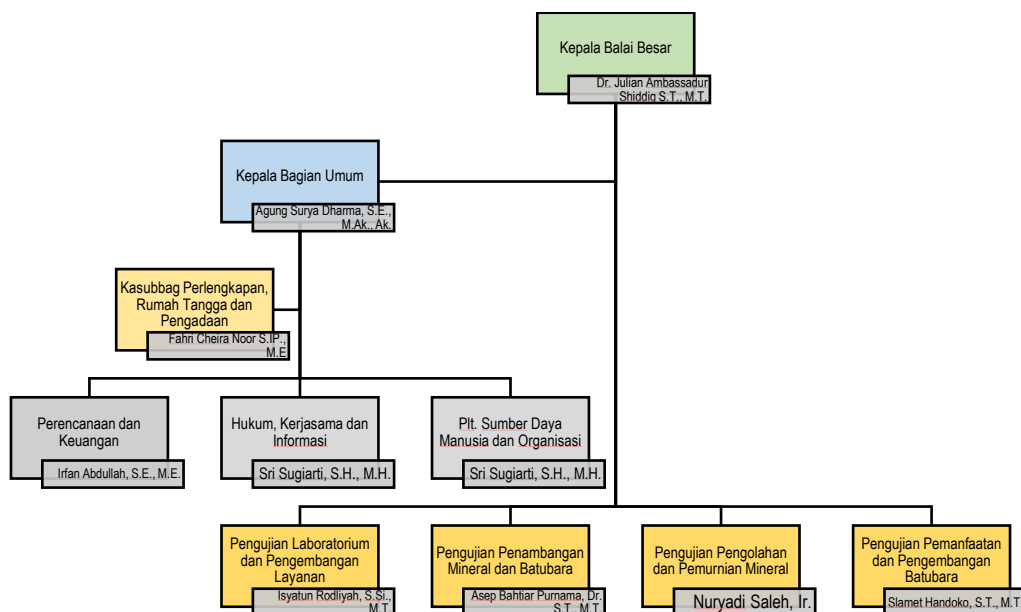 Kepala Balai Besar
Dr. Julian Ambassadur
Shiddiq S.T., M.T.
Kepala Bagian Umum
Agung Surya Dharma, S.E.,
M.Ak., Ak.
Kasubbag Perlengkapan,
Rumah Tangga dan
Pengadaan
Fahri Cheira Noor S.IP.,
M.E
Perencanaan dan
Keuangan
Irfan Abdullah, S.E., M.E.
Hukum, Kerjasama dan
Informasi
Sri Sugiarti, S.H., M.H.
Plt. Sumber Daya
Manusia dan Organisasi
Sri Sugiarti, S.H., M.H.
Pengujian Laboratorium
dan Pengembangan
Layanan
Isyatun Rodliyah, S.Si.,
M.T.
Pengujian Penambangan
Mineral dan Batubara
Asep Bahtiar Purnama, Dr.
S.T., M.T.
Pengujian Pengolahan
dan Pemurnian Mineral
Nuryadi Saleh, Ir.
Pengujian Pemanfaatan
dan Pengembangan
Batubara
Slamet Handoko, S.T., M.T.